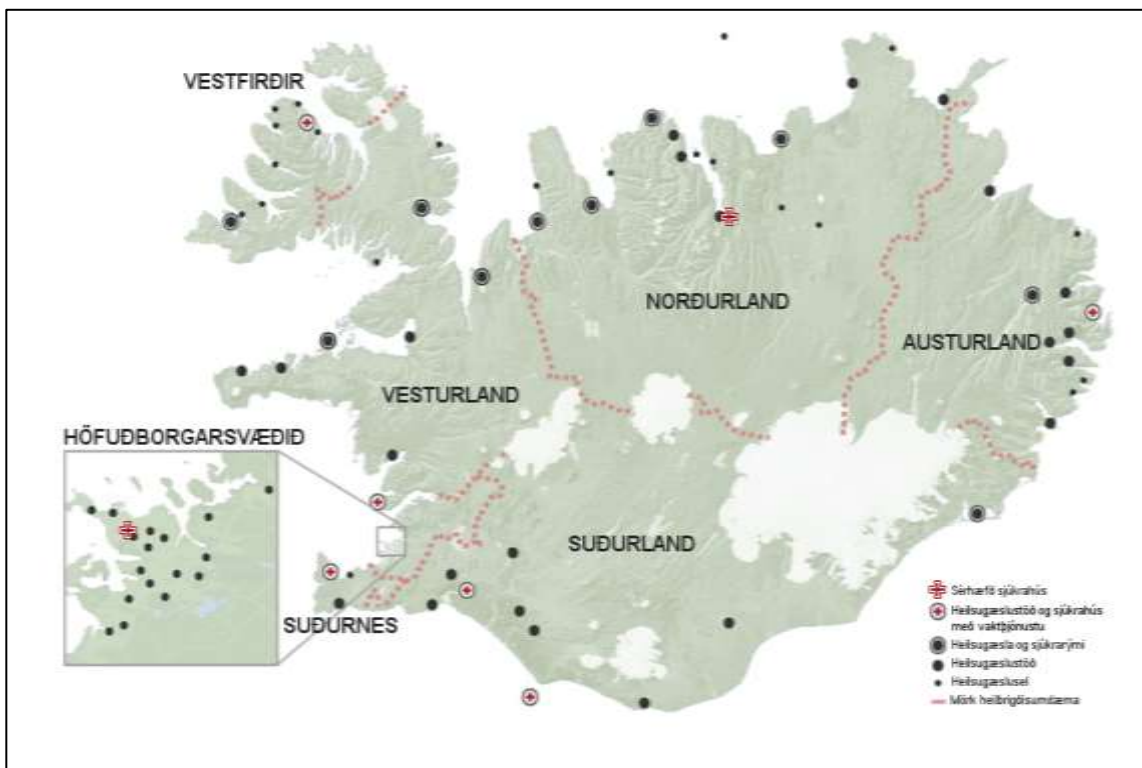 VESTFIRÐIR
NORÐURLAND
AUSTURLAND
VESTURLAND
HÖFUÐBORGARSVÆÐIÐ
SUÐURLAND
SUÐURNES
Sérhæfð sjúkrahús
Heilsugæslustöð og sjúkrahús
með vaktþjónustu
Heilsugæsla og sjúkrarými
Heilsugæslustöð
Heilsugæslusel
Mörk heilbrigðisumdæma